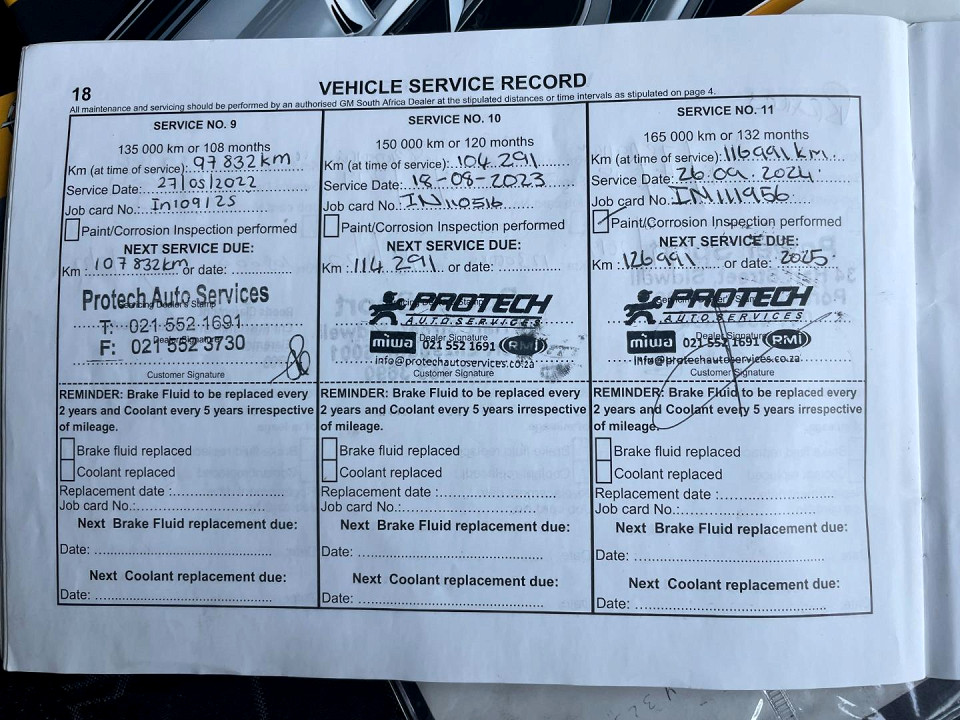 18
VEHICLE SERVICE RECORD
All maintenance and servicing should be performed by an authorised GM South Africa Dealer at the stipulated distances or time intervals as stipulated on page 4.
SERVICE NO. 9
135 000 km or 108 months
Km (at time of service): 97 832 km
Service Date: 27/05/2022
Job card No.: In109125
Paint/Corrosion Inspection performed
NEXT SERVICE DUE:
Km : 107 832km or date:
Protech Auto Services
T: 021 552 1691
F: 021 552 3730
Customer Signature
REMINDER: Brake Fluid to be replaced every
2 years and Coolant every 5 years irrespective
of mileage.
Brake fluid replaced
Coolant replaced
Replacement date :
Job card No.:
Next Brake Fluid replacement due:
Date:
Next Coolant replacement due:
Date:
SERVICE NO. 10
150 000 km or 120 months
Km (at time of service): 104 291
Service Date: 18-08-2023
Job card No.: IN110516
Paint/Corrosion Inspection performed
NEXT SERVICE DUE:
Km : 114 291 or date:
PROTECH
AUTO SERVICES
Dealer Signature
miwa 021 552 1691 RMi
info@protechautoservices.co.za
Customer Signature
REMINDER: Brake Fluid to be replaced every
2 years and Coolant every 5 years irrespective
of mileage.
Brake fluid replaced
Coolant replaced
Replacement date :
Job card No.:
Next Brake Fluid replacement due:
Date:
Next Coolant replacement due:
Date:
SERVICE NO. 11
165 000 km or 132 months
Km (at time of service): 116991 km
Service Date: 26.09.2024
Job card No.: IN111956
Paint/Corrosion Inspection performed
NEXT SERVICE DUE:
Km : 126991 or date: 2025
PROTECH
AUTO SERVICES
Dealer Signature
miwa 021 552 1691 RMi
info@protechautoservices.co.za
Customer Signature
REMINDER: Brake Fluid to be replaced every
2 years and Coolant every 5 years irrespective
of mileage.
Brake fluid replaced
Coolant replaced
Replacement date :
Job card No.:
Next Brake Fluid replacement due:
Date:
Next Coolant replacement due:
Date: